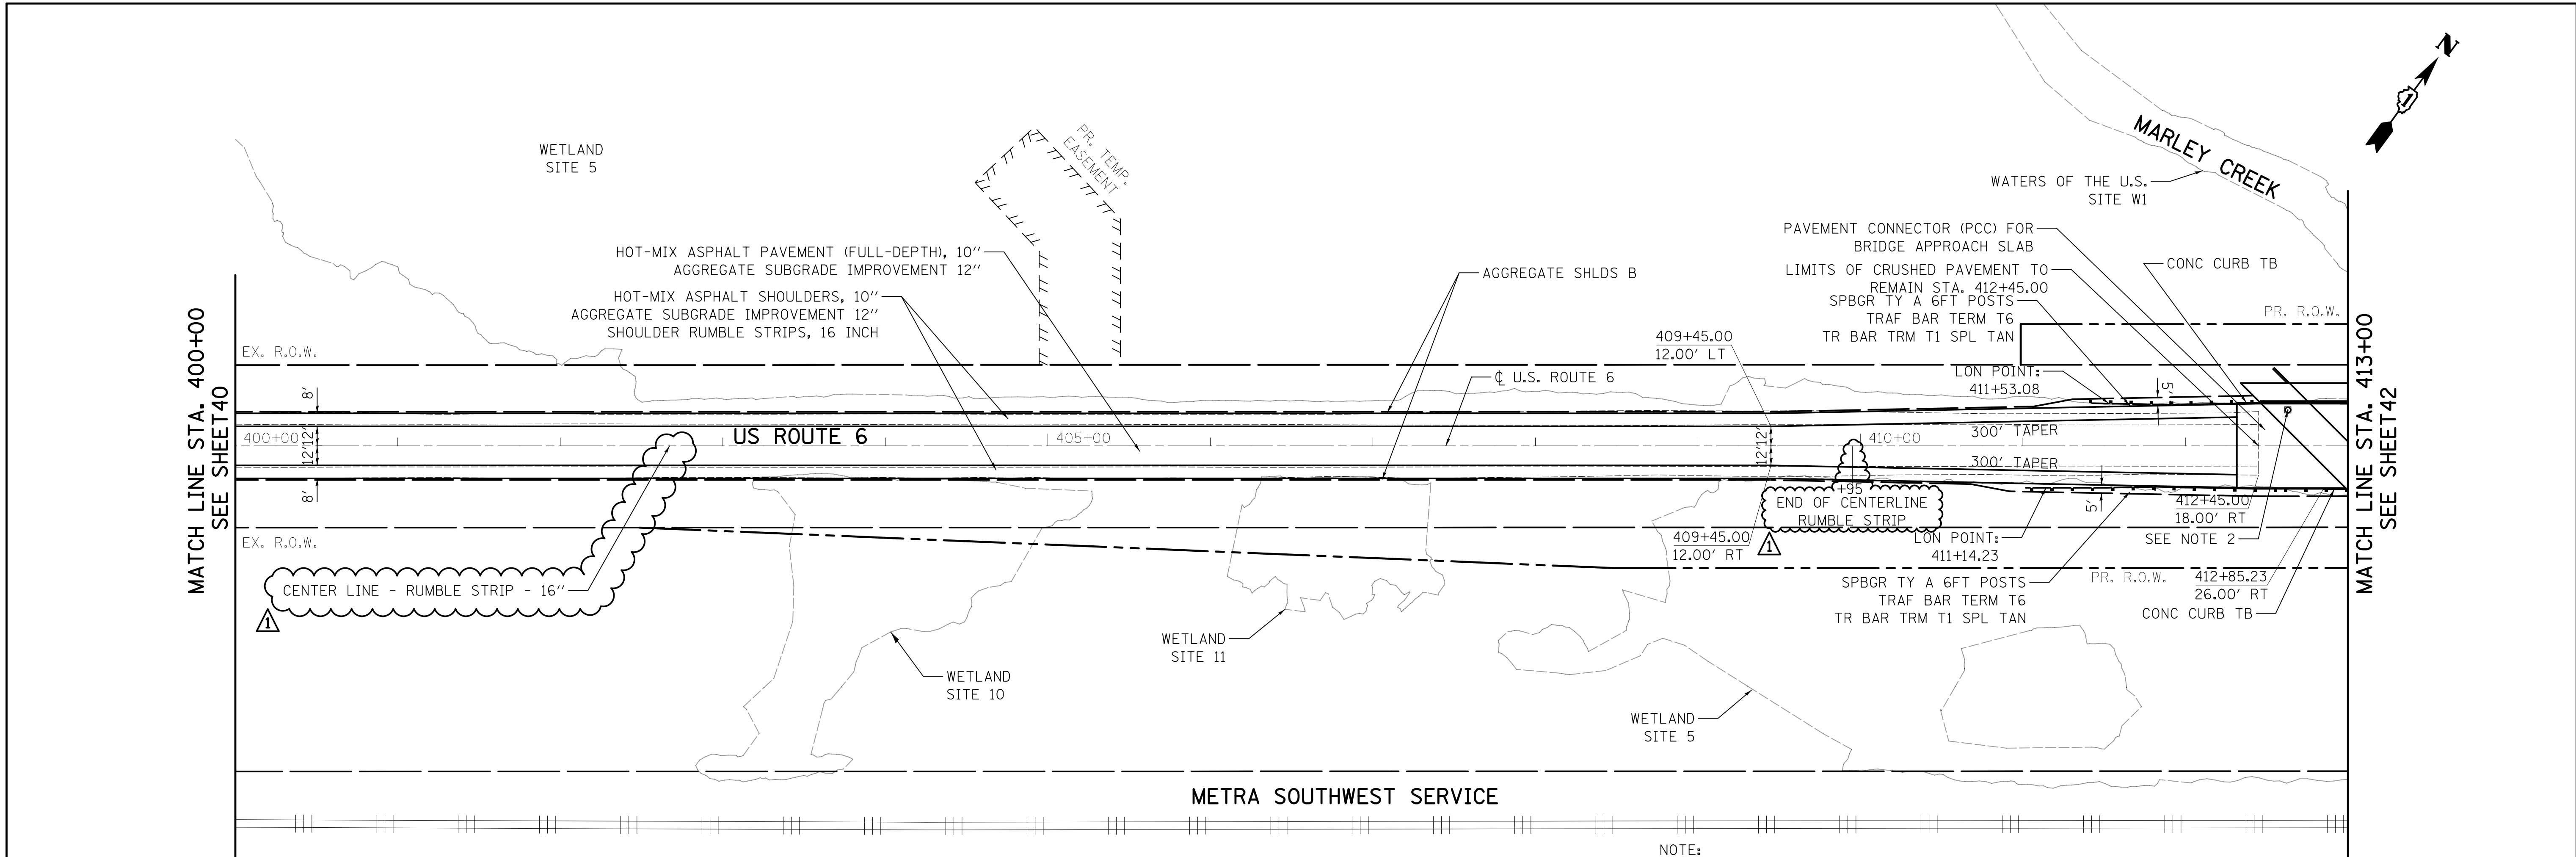 N
1
MARLEY CREEK
WETLAND
SITE 5
PR. TEMP.
EASEMENT
WATERS OF THE U.S.
SITE W1
HOT-MIX ASPHALT PAVEMENT (FULL-DEPTH), 10"
AGGREGATE SUBGRADE IMPROVEMENT 12"
HOT-MIX ASPHALT SHOULDERS, 10"
AGGREGATE SUBGRADE IMPROVEMENT 12"
SHOULDER RUMBLE STRIPS, 16 INCH
AGGREGATE SHLDS B
PAVEMENT CONNECTOR (PCC) FOR
BRIDGE APPROACH SLAB
LIMITS OF CRUSHED PAVEMENT TO
REMAIN STA. 412+45.00
SPBGR TY A 6FT POSTS
TRAF BAR TERM T6
TR BAR TRM T1 SPL TAN
CONC CURB TB
PR. R.O.W.
MATCH LINE STA. 400+00
SEE SHEET40
EX. R.O.W.
409+45.00
12.00' LT
℄ U.S. ROUTE 6
LON POINT:
411+53.08
5'
8'
400+00
12'
12'
US ROUTE 6
405+00
12'
12'
410+00
300' TAPER
300' TAPER
8'
+95
END OF CENTERLINE
RUMBLE STRIP
1
5'
412+45.00
18.00' RT
EX. R.O.W.
409+45.00
12.00' RT
LON POINT:
411+14.23
SEE NOTE 2
CENTER LINE - RUMBLE STRIP - 16"
1
SPBGR TY A 6FT POSTS
TRAF BAR TERM T6
TR BAR TRM T1 SPL TAN
PR. R.O.W.
412+85.23
26.00' RT
CONC CURB TB
MATCH LINE STA. 413+00
SEE SHEET42
WETLAND
SITE 11
WETLAND
SITE 10
WETLAND
SITE 5
METRA SOUTHWEST SERVICE
NOTE: